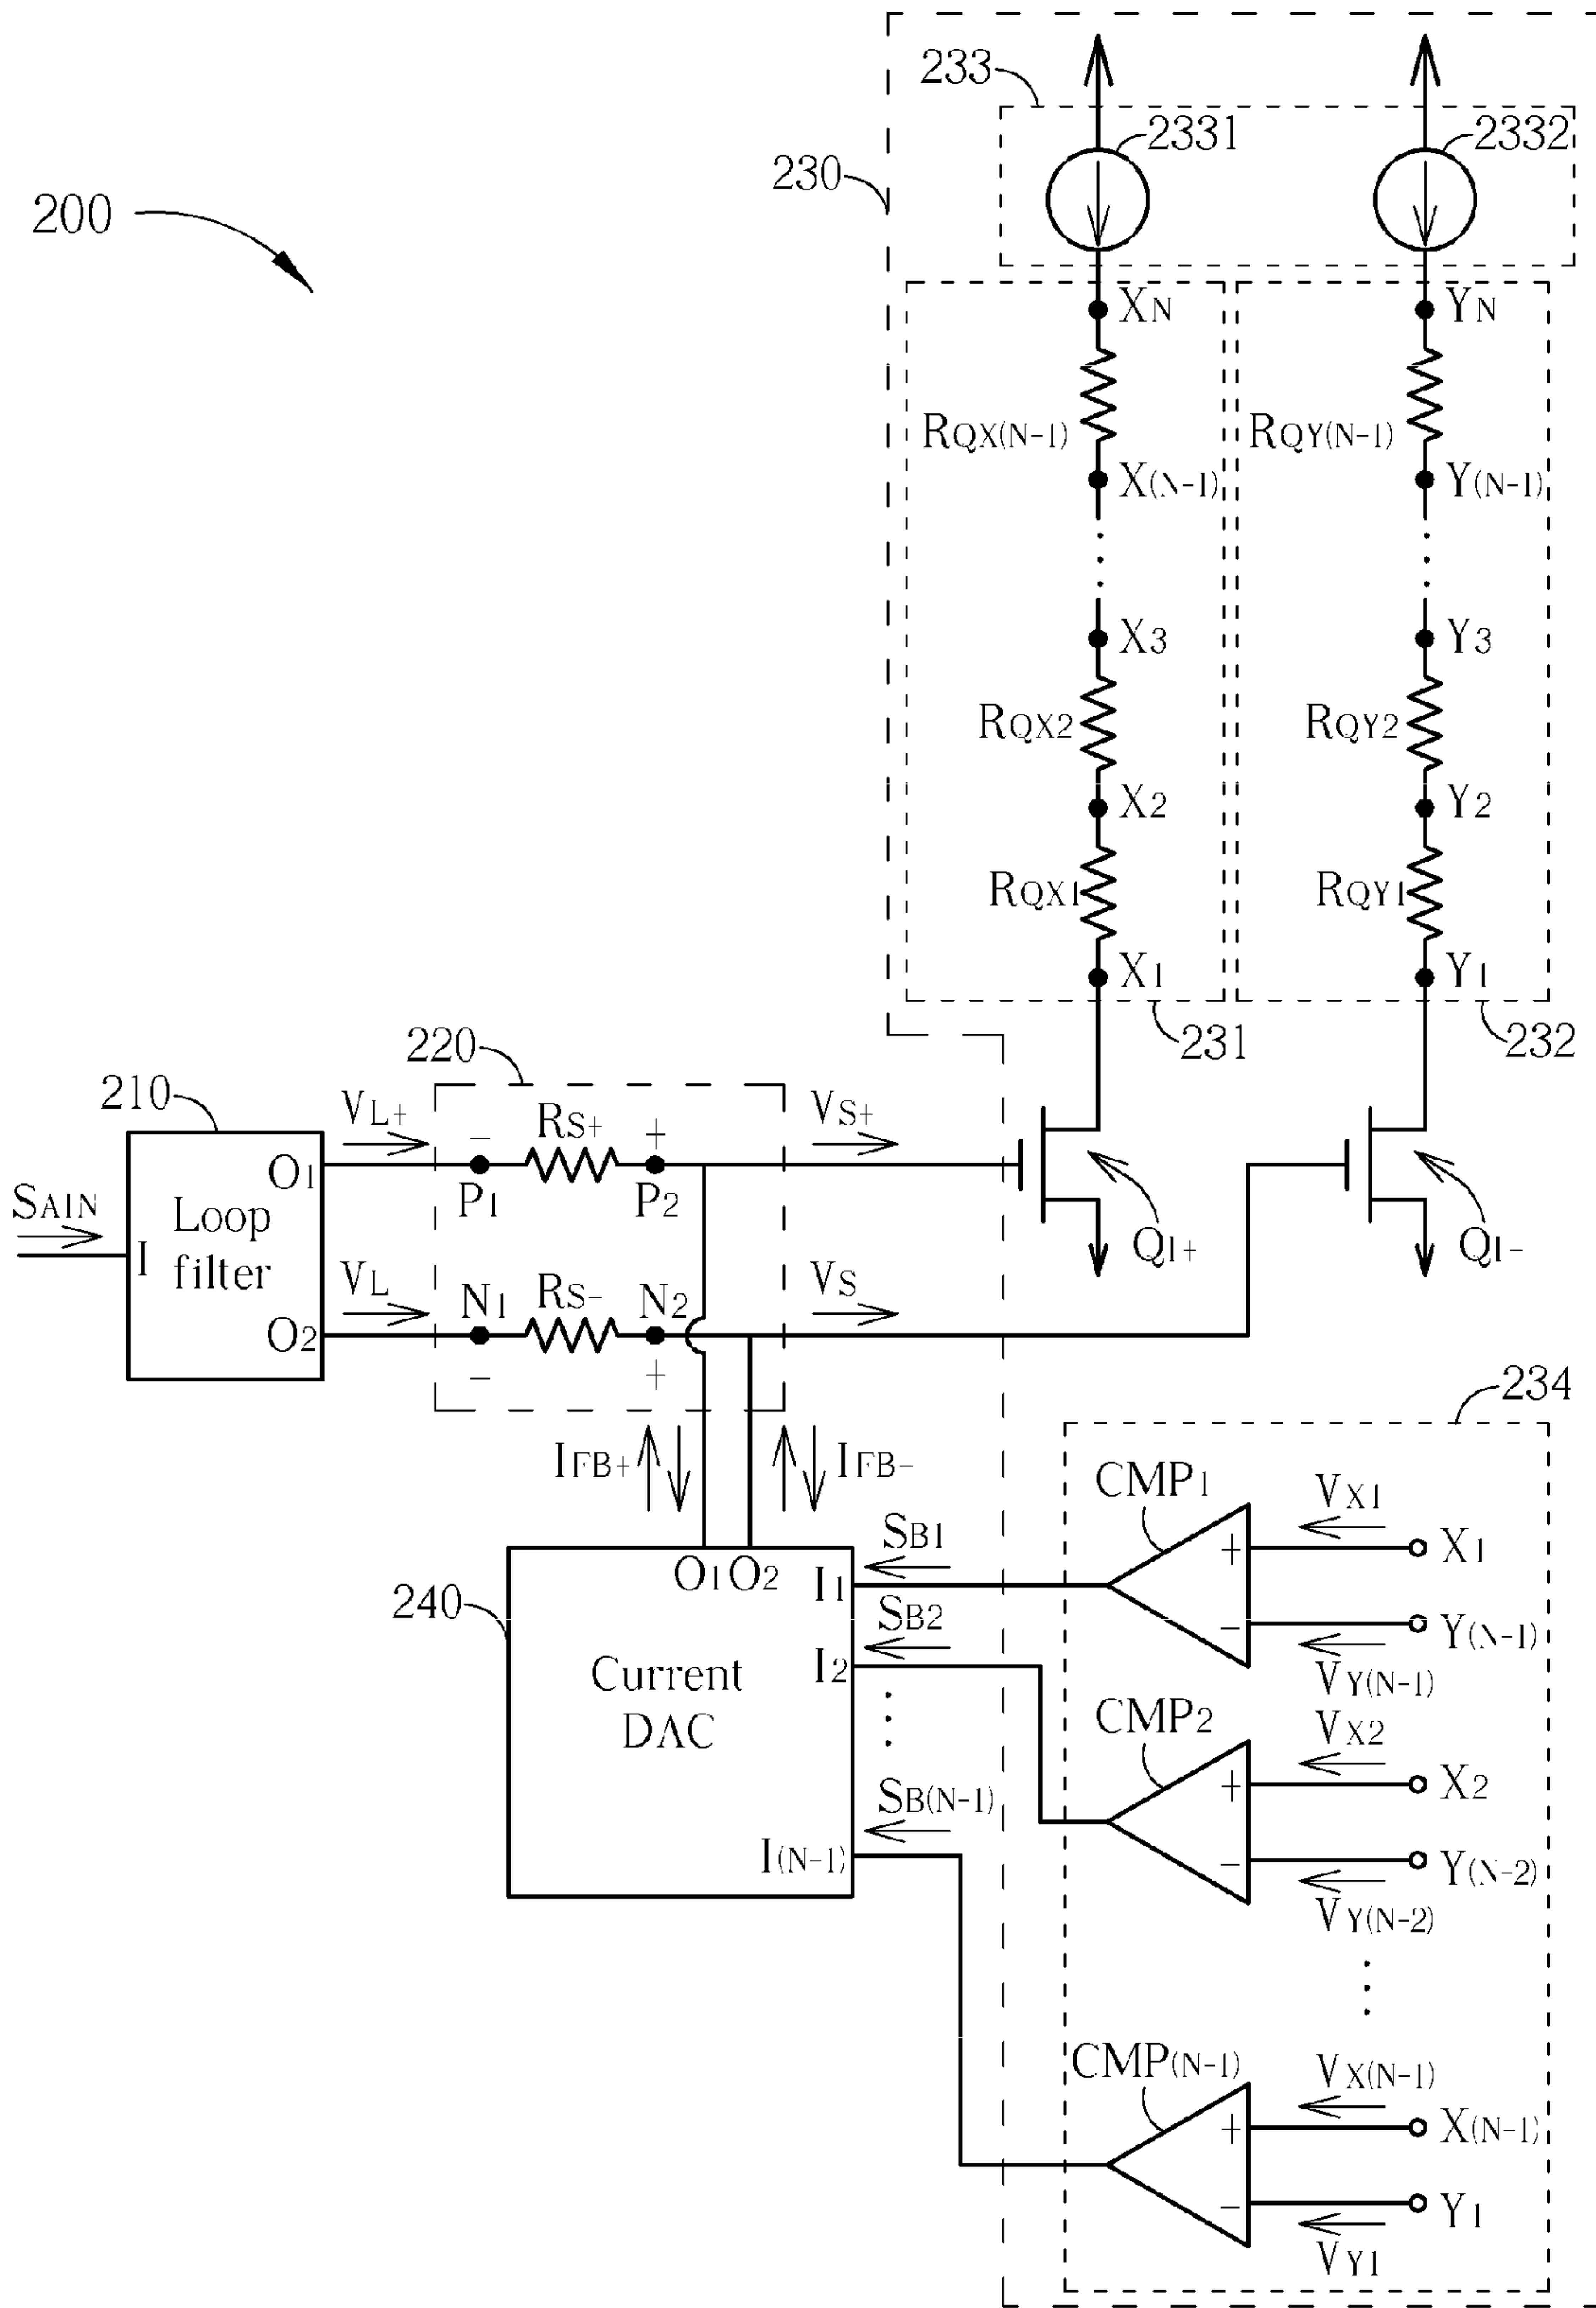 200
230
233
2331
2332
XN
YN
RQX(N-1)
RQY(N-1)
X(N-1)
Y(N-1)
X3
Y3
RQX2
RQY2
X2
Y2
RQX1
RQY1
X1
Y1
231
232
220
210
VL+
− RS+ +
VS+
O1
P1 P2
SAIN
I
Loop
filter
QI+
QI−
VL
N1 RS− N2
VS
O2
− +
234
IFB+
IFB−
CMP1
VX1
SB1
+ X1
O1 O2 I1
240
SB2
− Y(N-1)
VY(N-1)
I2
Current
DAC
CMP2
VX2
+ X2
SB(N-1)
− Y(N-2)
I(N-1)
VY(N-2)
CMP(N-1)
VX(N-1)
+ X(N-1)
− Y1
VY1